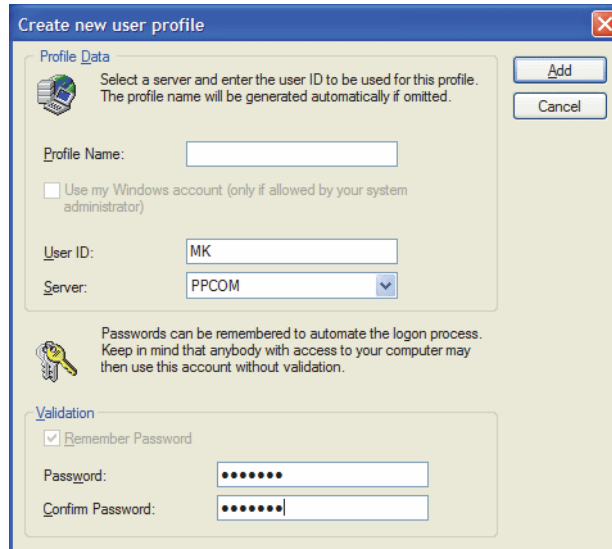 Create new user profile
Profile Data
Select a server and enter the user ID to be used for this profile.
The profile name will be generated automatically if omitted.
Add
Cancel
Profile Name:
Use my Windows account (only if allowed by your system
administrator)
User ID:
MK
Server:
PPCOM
Passwords can be remembered to automate the logon process.
Keep in mind that anybody with access to your computer may
then use this account without validation.
Validation
Remember Password
Password:
•••••••
Confirm Password:
•••••••